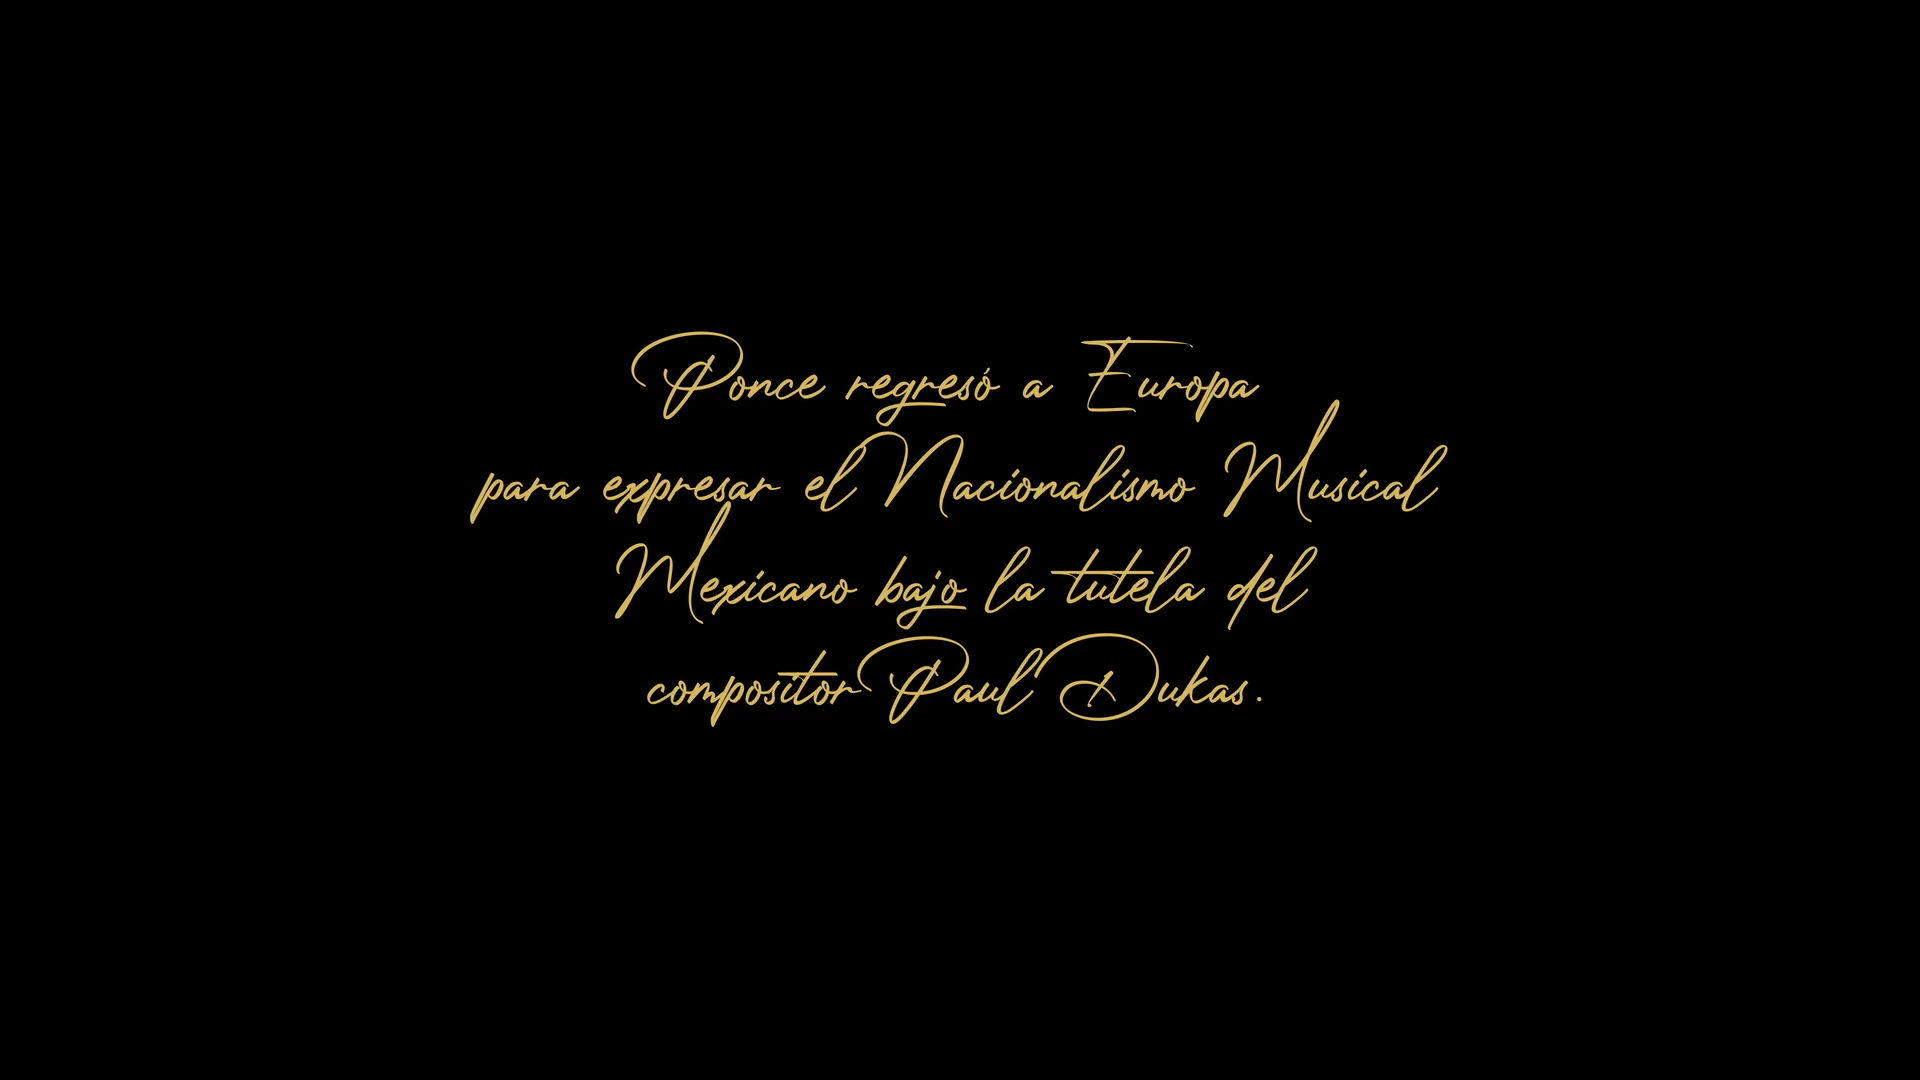 Ponce regresó a Europa
para expresar el Nacionalismo Musical
Mexicano bajo la tutela del
compositor Paul Dukas.